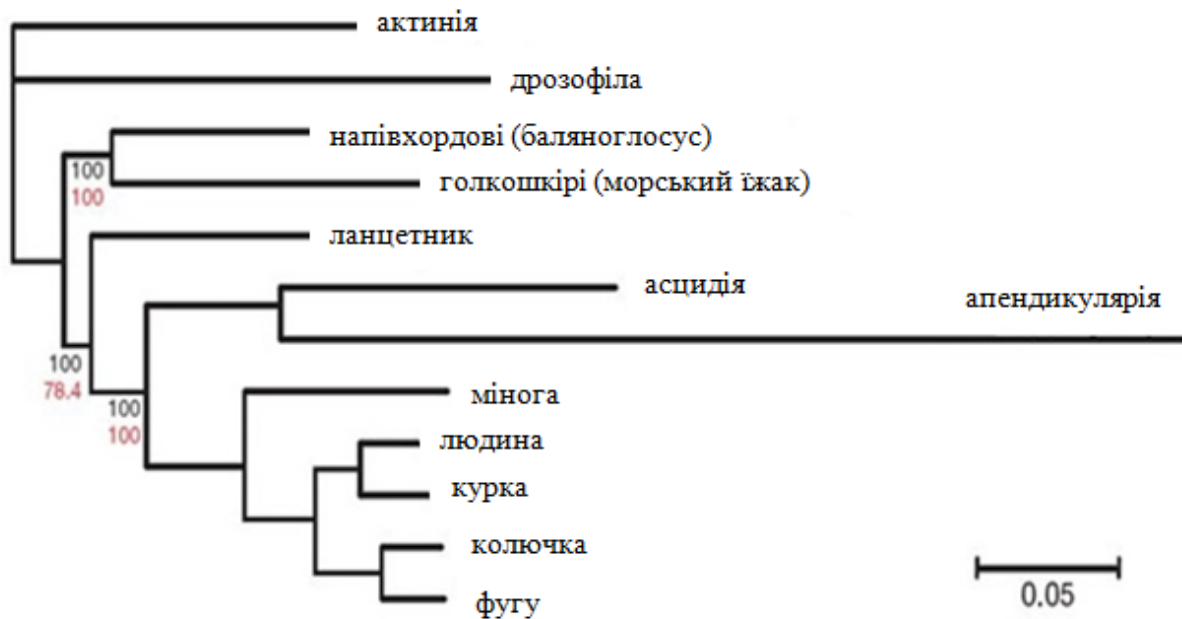 актинія
дрозофіла
напівхордові (баляноглосус)
100
100
голкошкірі (морський їжак)
ланцетник
асцидія
апендикулярія
100
78.4
мінога
100
100
людина
курка
колючка
0.05
фугу